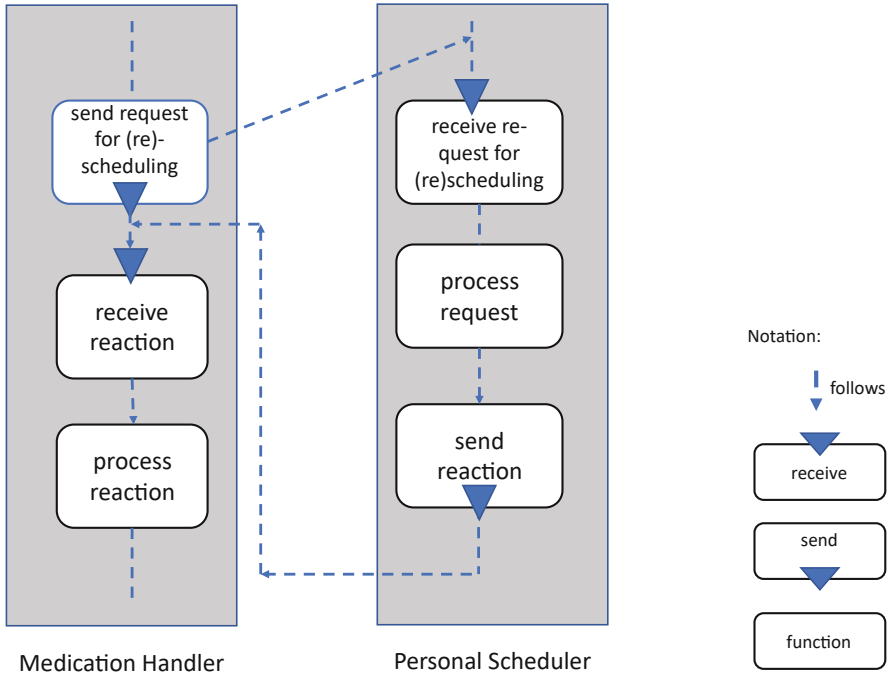 send request
for (re)-
scheduling
receive
reaction
process
reaction
Medication Handler
receive re-
quest for
(re)scheduling
process
request
send
reaction
Personal Scheduler
Notation:
follows
receive
send
function